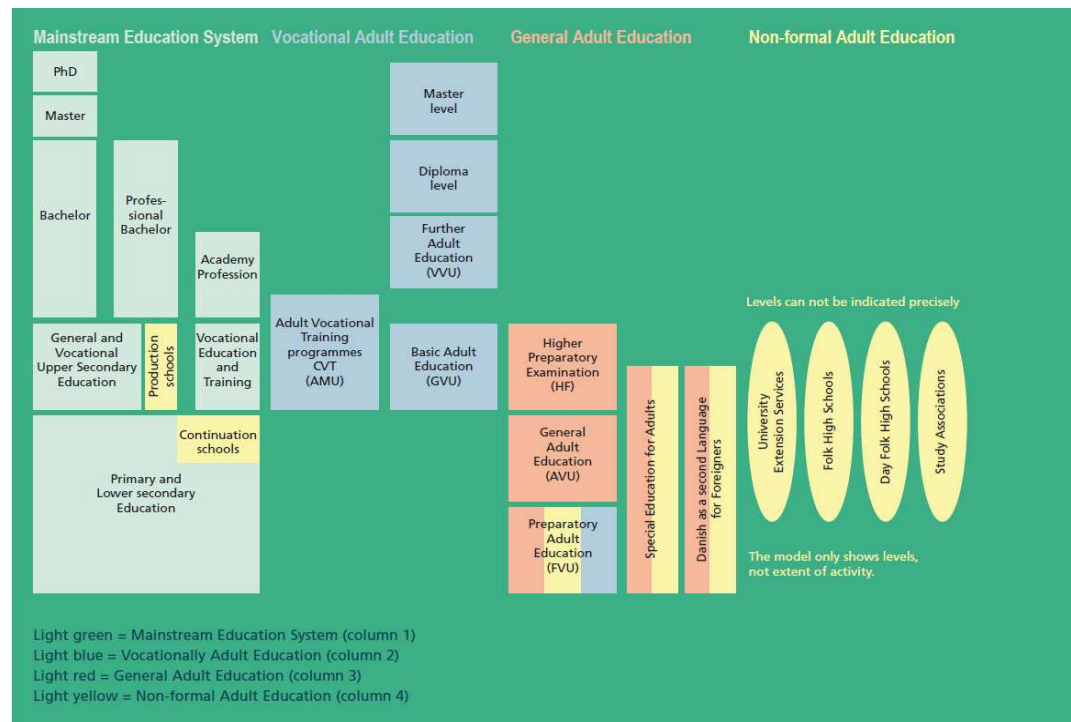 Mainstream Education System
Vocational Adult Education
General Adult Education
Non-formal Adult Education
PhD
Master
Bachelor
Profes-
sional
Bachelor
Academy
Profession
General and
Vocational
Upper Secondary
Education
Production
schools
Vocational
Education
and
Training
Continuation
schools
Primary and
Lower secondary
Education
Master
level
Diploma
level
Further
Adult
Education
(VVU)
Adult Vocational
Training
programmes
CVT
(AMU)
Basic Adult
Education
(GVU)
Higher
Preparatory
Examination
(HF)
General
Adult
Education
(AVU)
Preparatory
Adult
Education
(FVU)
Special Education for Adults
Danish as a second Language
for Foreigners
Levels can not be indicated precisely
University
Extension Services
Folk High Schools
Day Folk High Schools
Study Associations
The model only shows levels,
not extent of activity.
Light green = Mainstream Education System (column 1)
Light blue = Vocationally Adult Education (column 2)
Light red = General Adult Education (column 3)
Light yellow = Non-formal Adult Education (column 4)